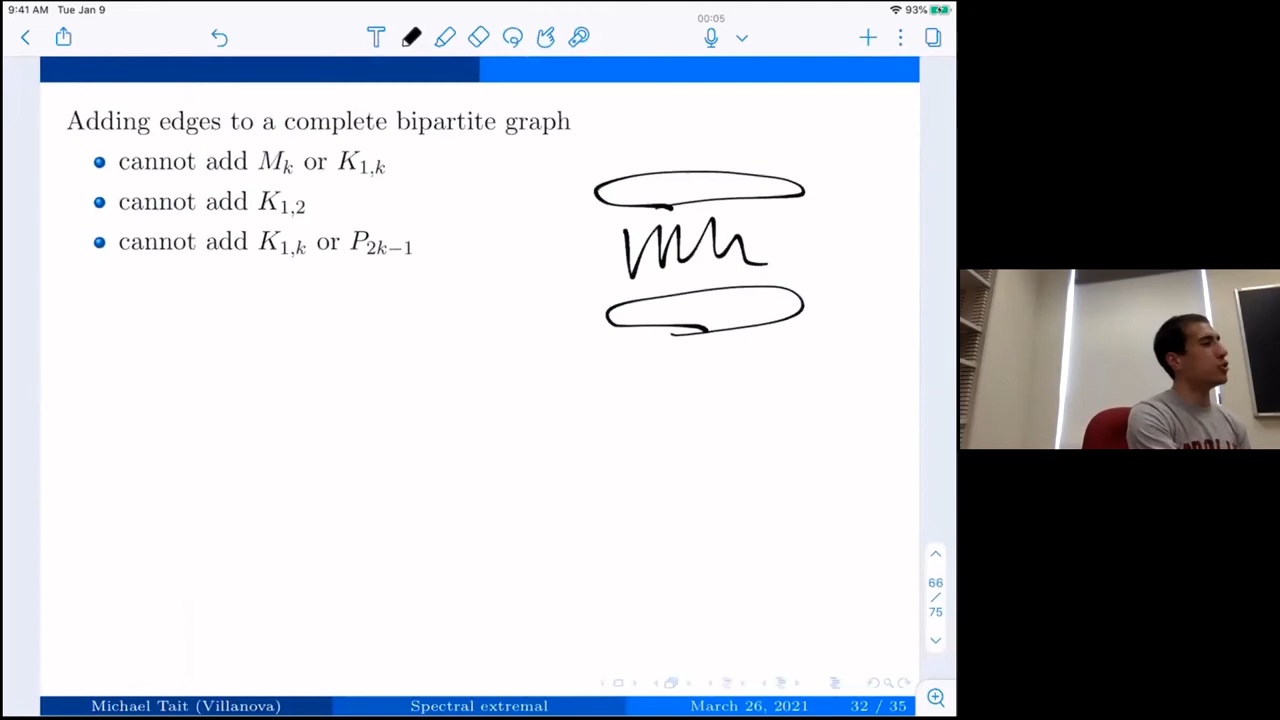 9:41 AM Tue Jan 9
93%
00:05
Adding edges to a complete bipartite graph
cannot add $M_k$ or $K_{1,k}$
cannot add $K_{1,2}$
cannot add $K_{1,k}$ or $P_{2k-1}$
66
/
75
Michael Tait (Villanova) Spectral extremal March 26, 2021 32 / 35